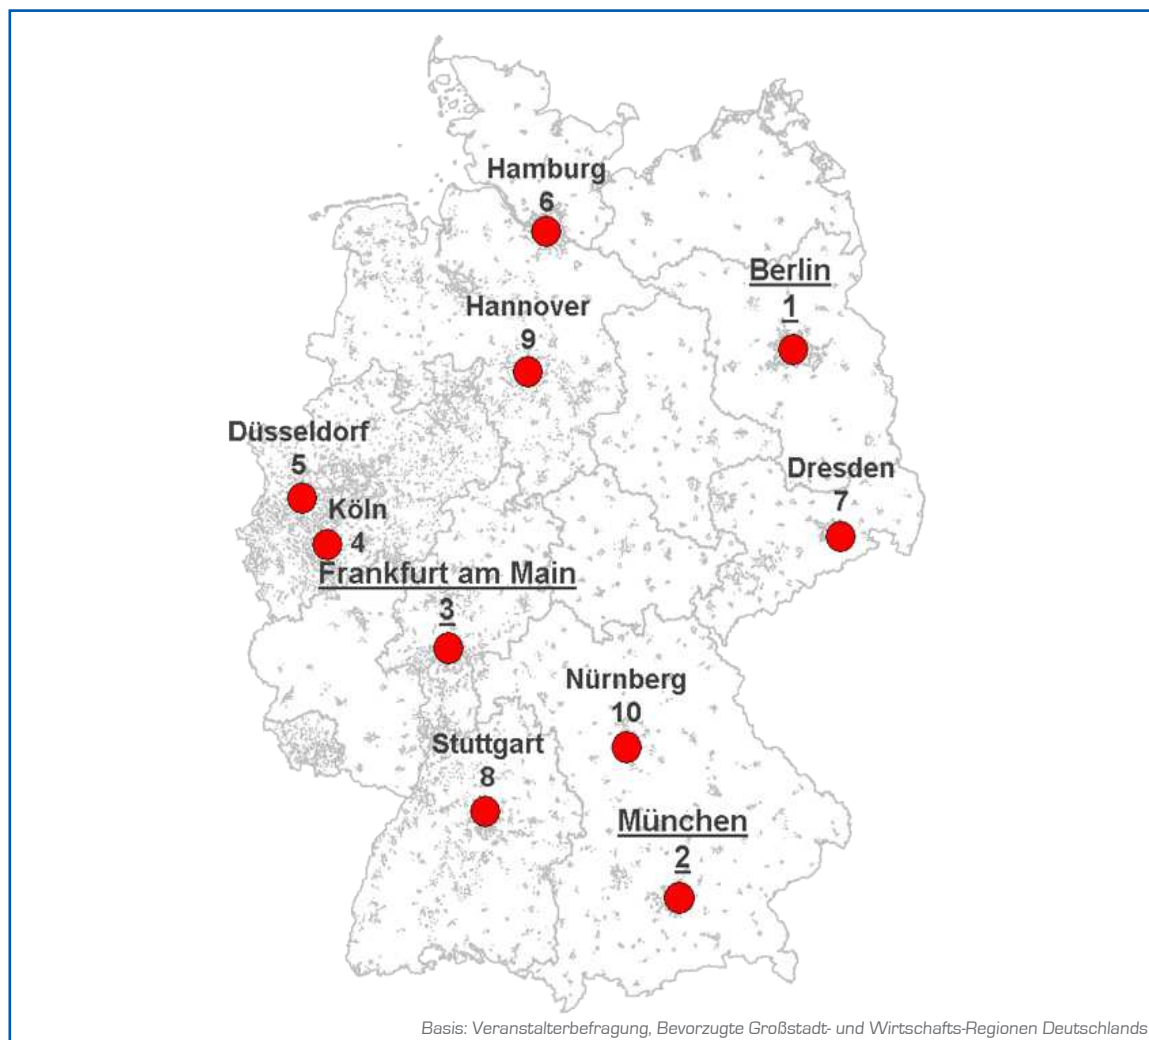 Hamburg
6
Berlin
1
Hannover
9
Düsseldorf
5
Köln
4
Dresden
7
Frankfurt am Main
3
Nürnberg
10
Stuttgart
8
München
2
Basis: Veranstalterbefragung, Bevorzugte Großstadt- und Wirtschafts-Regionen Deutschlands